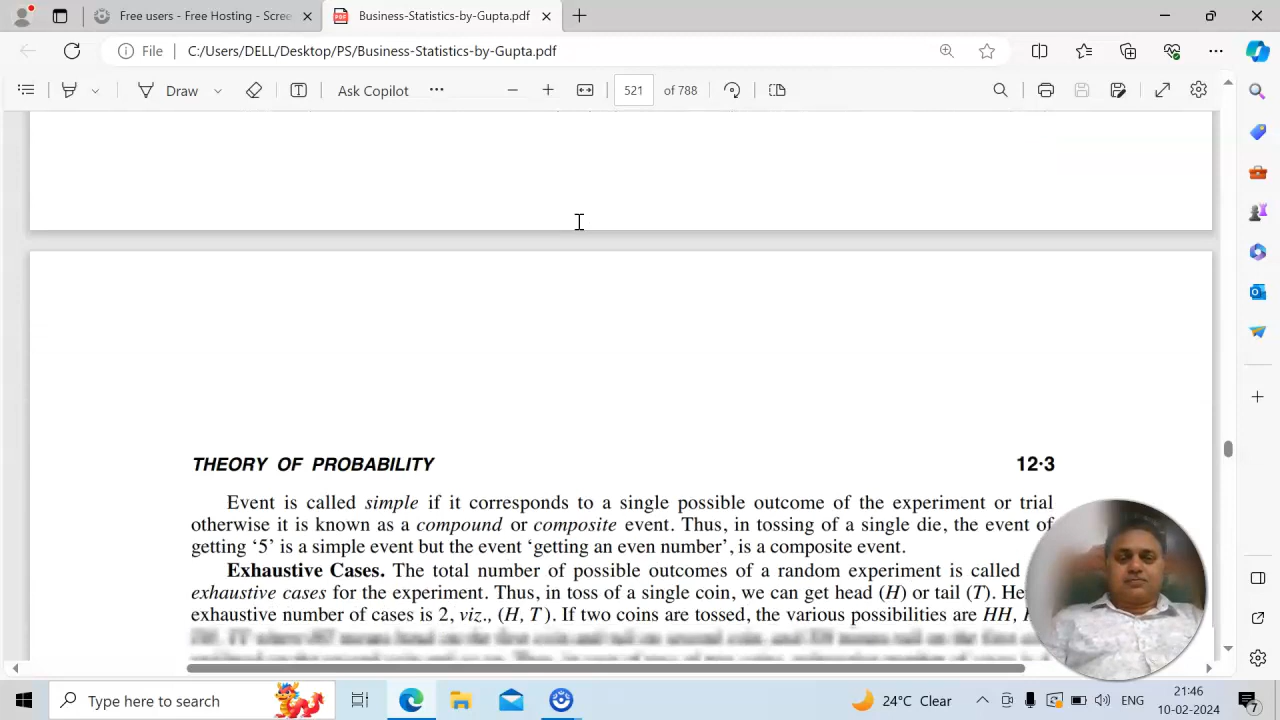 Free users - Free Hosting - Scree
Business-Statistics-by-Gupta.pdf
File
C:/Users/DELL/Desktop/PS/Business-Statistics-by-Gupta.pdf
Draw
Ask Copilot
521 of 788
THEORY OF PROBABILITY 12·3
Event is called simple if it corresponds to a single possible outcome of the experiment or trial
otherwise it is known as a compound or composite event. Thus, in tossing of a single die, the event of
getting ‘5’ is a simple event but the event ‘getting an even number’, is a composite event.
Exhaustive Cases. The total number of possible outcomes of a random experiment is called
exhaustive cases for the experiment. Thus, in toss of a single coin, we can get head (H) or tail (T). He
exhaustive number of cases is 2, viz., (H, T ). If two coins are tossed, the various possibilities are HH,
Type here to search
24°C Clear
ENG
21:46
10-02-2024
7